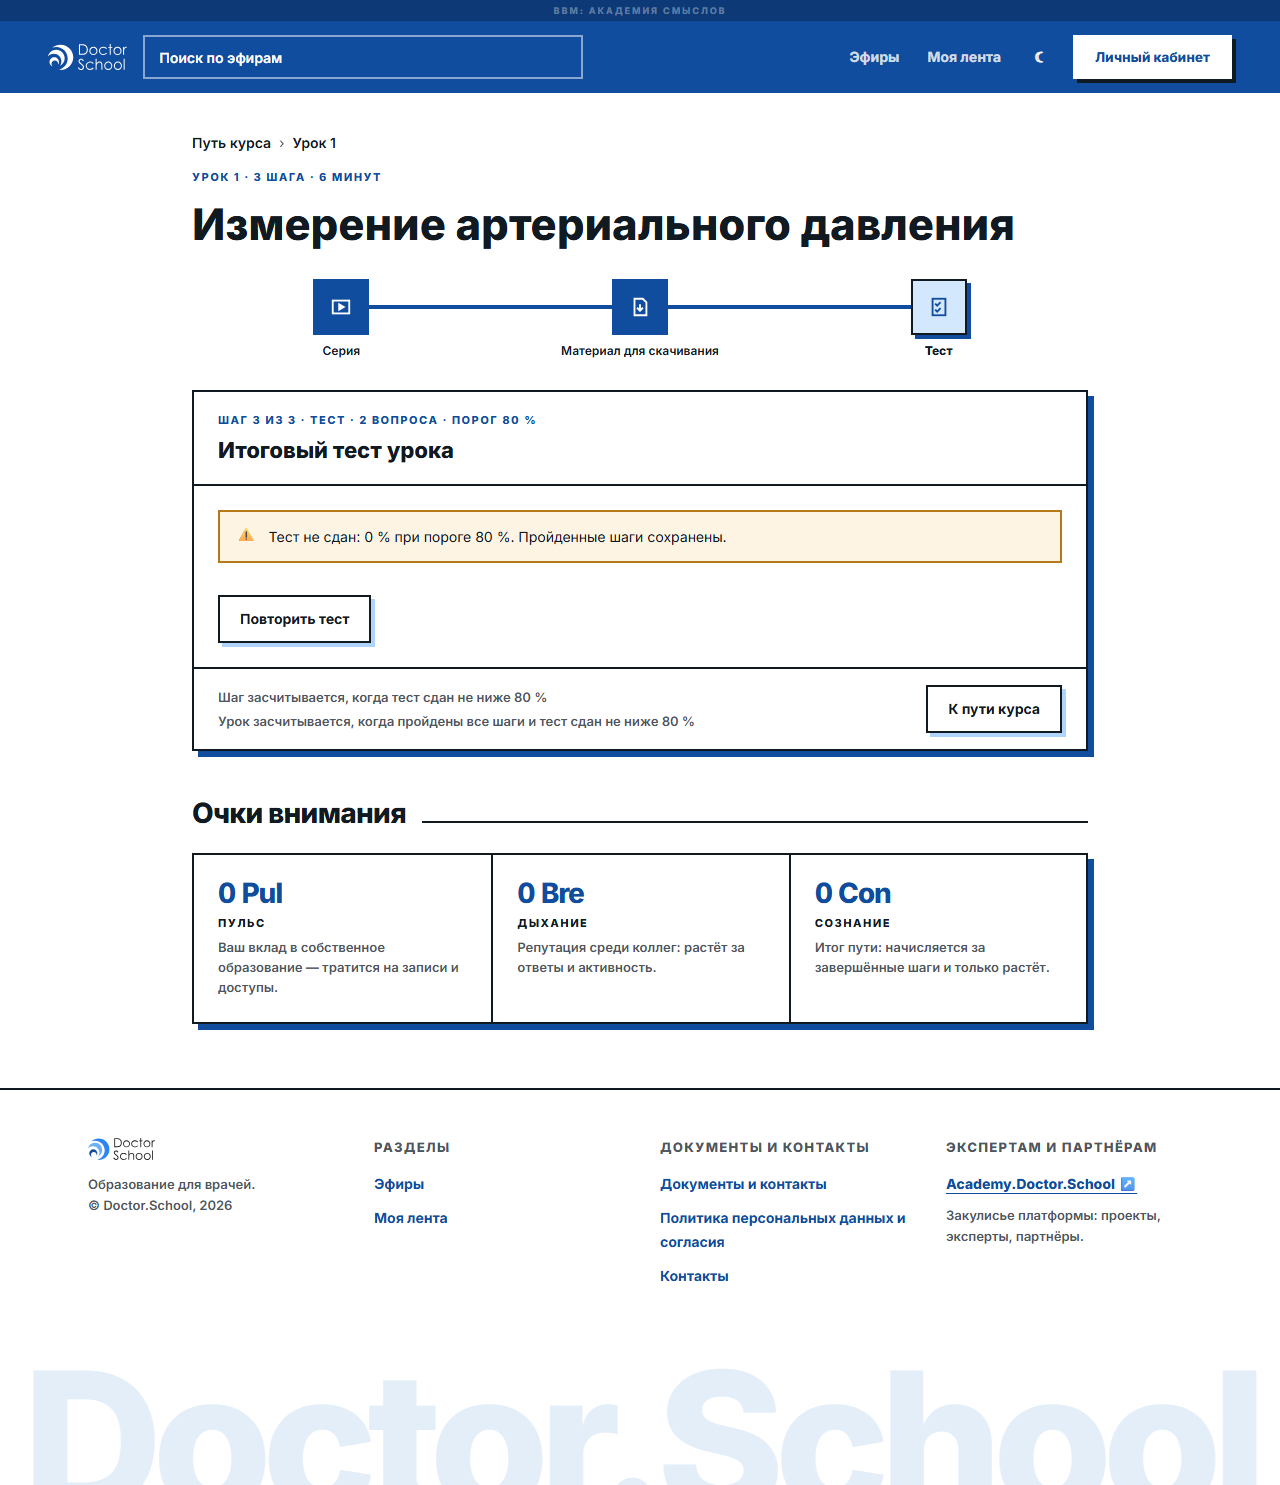 BBM: АКАДЕМИЯ СМЫСЛОВ
Doctor
School
Поиск по эфирам
Эфиры
Моя лента
Личный кабинет
Путь курса › Урок 1
УРОК 1 · 3 ШАГА · 6 МИНУТ
Измерение артериального давления
Серия
Материал для скачивания
Тест
ШАГ 3 ИЗ 3 · ТЕСТ · 2 ВОПРОСА · ПОРОГ 80 %
Итоговый тест урока
Тест не сдан: 0 % при пороге 80 %. Пройденные шаги сохранены.
Повторить тест
Шаг засчитывается, когда тест сдан не ниже 80 %
Урок засчитывается, когда пройдены все шаги и тест сдан не ниже 80 %
К пути курса
Очки внимания
0 Pul
ПУЛЬС
Ваш вклад в собственное
образование — тратится на записи и
доступы.
0 Bre
ДЫХАНИЕ
Репутация среди коллег: растёт за
ответы и активность.
0 Con
СОЗНАНИЕ
Итог пути: начисляется за
завершённые шаги и только растёт.
Doctor
School
Образование для врачей.
© Doctor.School, 2026
РАЗДЕЛЫ
Эфиры
Моя лента
ДОКУМЕНТЫ И КОНТАКТЫ
Документы и контакты
Политика персональных данных и
согласия
Контакты
ЭКСПЕРТАМ И ПАРТНЁРАМ
Academy.Doctor.School
Закулисье платформы: проекты,
эксперты, партнёры.
Doctor.School